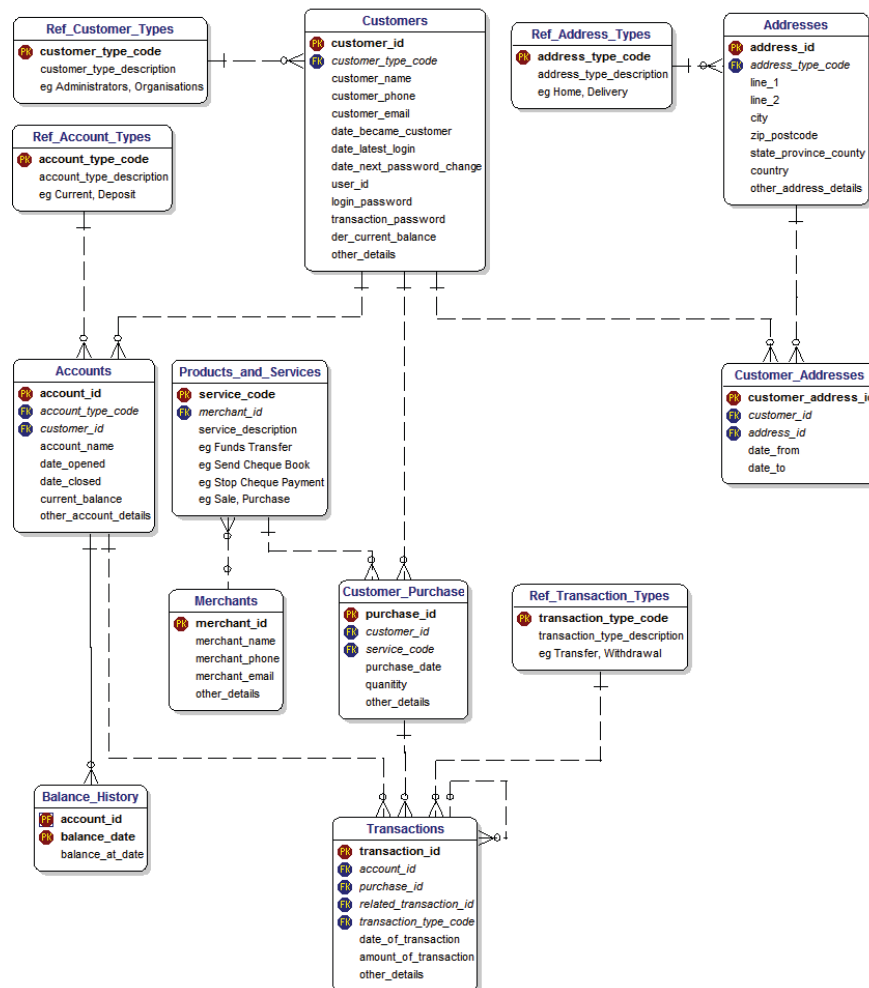 Ref_Customer_Types
PK customer_type_code
customer_type_description
eg Administrators, Organisations
Customers
PK customer_id
FK customer_type_code
customer_name
customer_phone
customer_email
date_became_customer
date_latest_login
date_next_password_change
user_id
login_password
transaction_password
der_current_balance
other_details
Ref_Address_Types
PK address_type_code
address_type_description
eg Home, Delivery
Addresses
PK address_id
FK address_type_code
line_1
line_2
city
zip_postcode
state_province_county
country
other_address_details
Ref_Account_Types
PK account_type_code
account_type_description
eg Current, Deposit
Accounts
PK account_id
FK account_type_code
FK customer_id
account_name
date_opened
date_closed
current_balance
other_account_details
Products_and_Services
PK service_code
FK merchant_id
service_description
eg Funds Transfer
eg Send Cheque Book
eg Stop Cheque Payment
eg Sale, Purchase
Customer_Addresses
PK customer_address_id
FK customer_id
FK address_id
date_from
date_to
Merchants
PK merchant_id
merchant_name
merchant_phone
merchant_email
other_details
Customer_Purchase
PK purchase_id
FK customer_id
FK service_code
purchase_date
quanitity
other_details
Ref_Transaction_Types
PK transaction_type_code
transaction_type_description
eg Transfer, Withdrawal
Balance_History
PF account_id
PK balance_date
balance_at_date
Transactions
PK transaction_id
FK account_id
FK purchase_id
FK related_transaction_id
FK transaction_type_code
date_of_transaction
amount_of_transaction
other_details